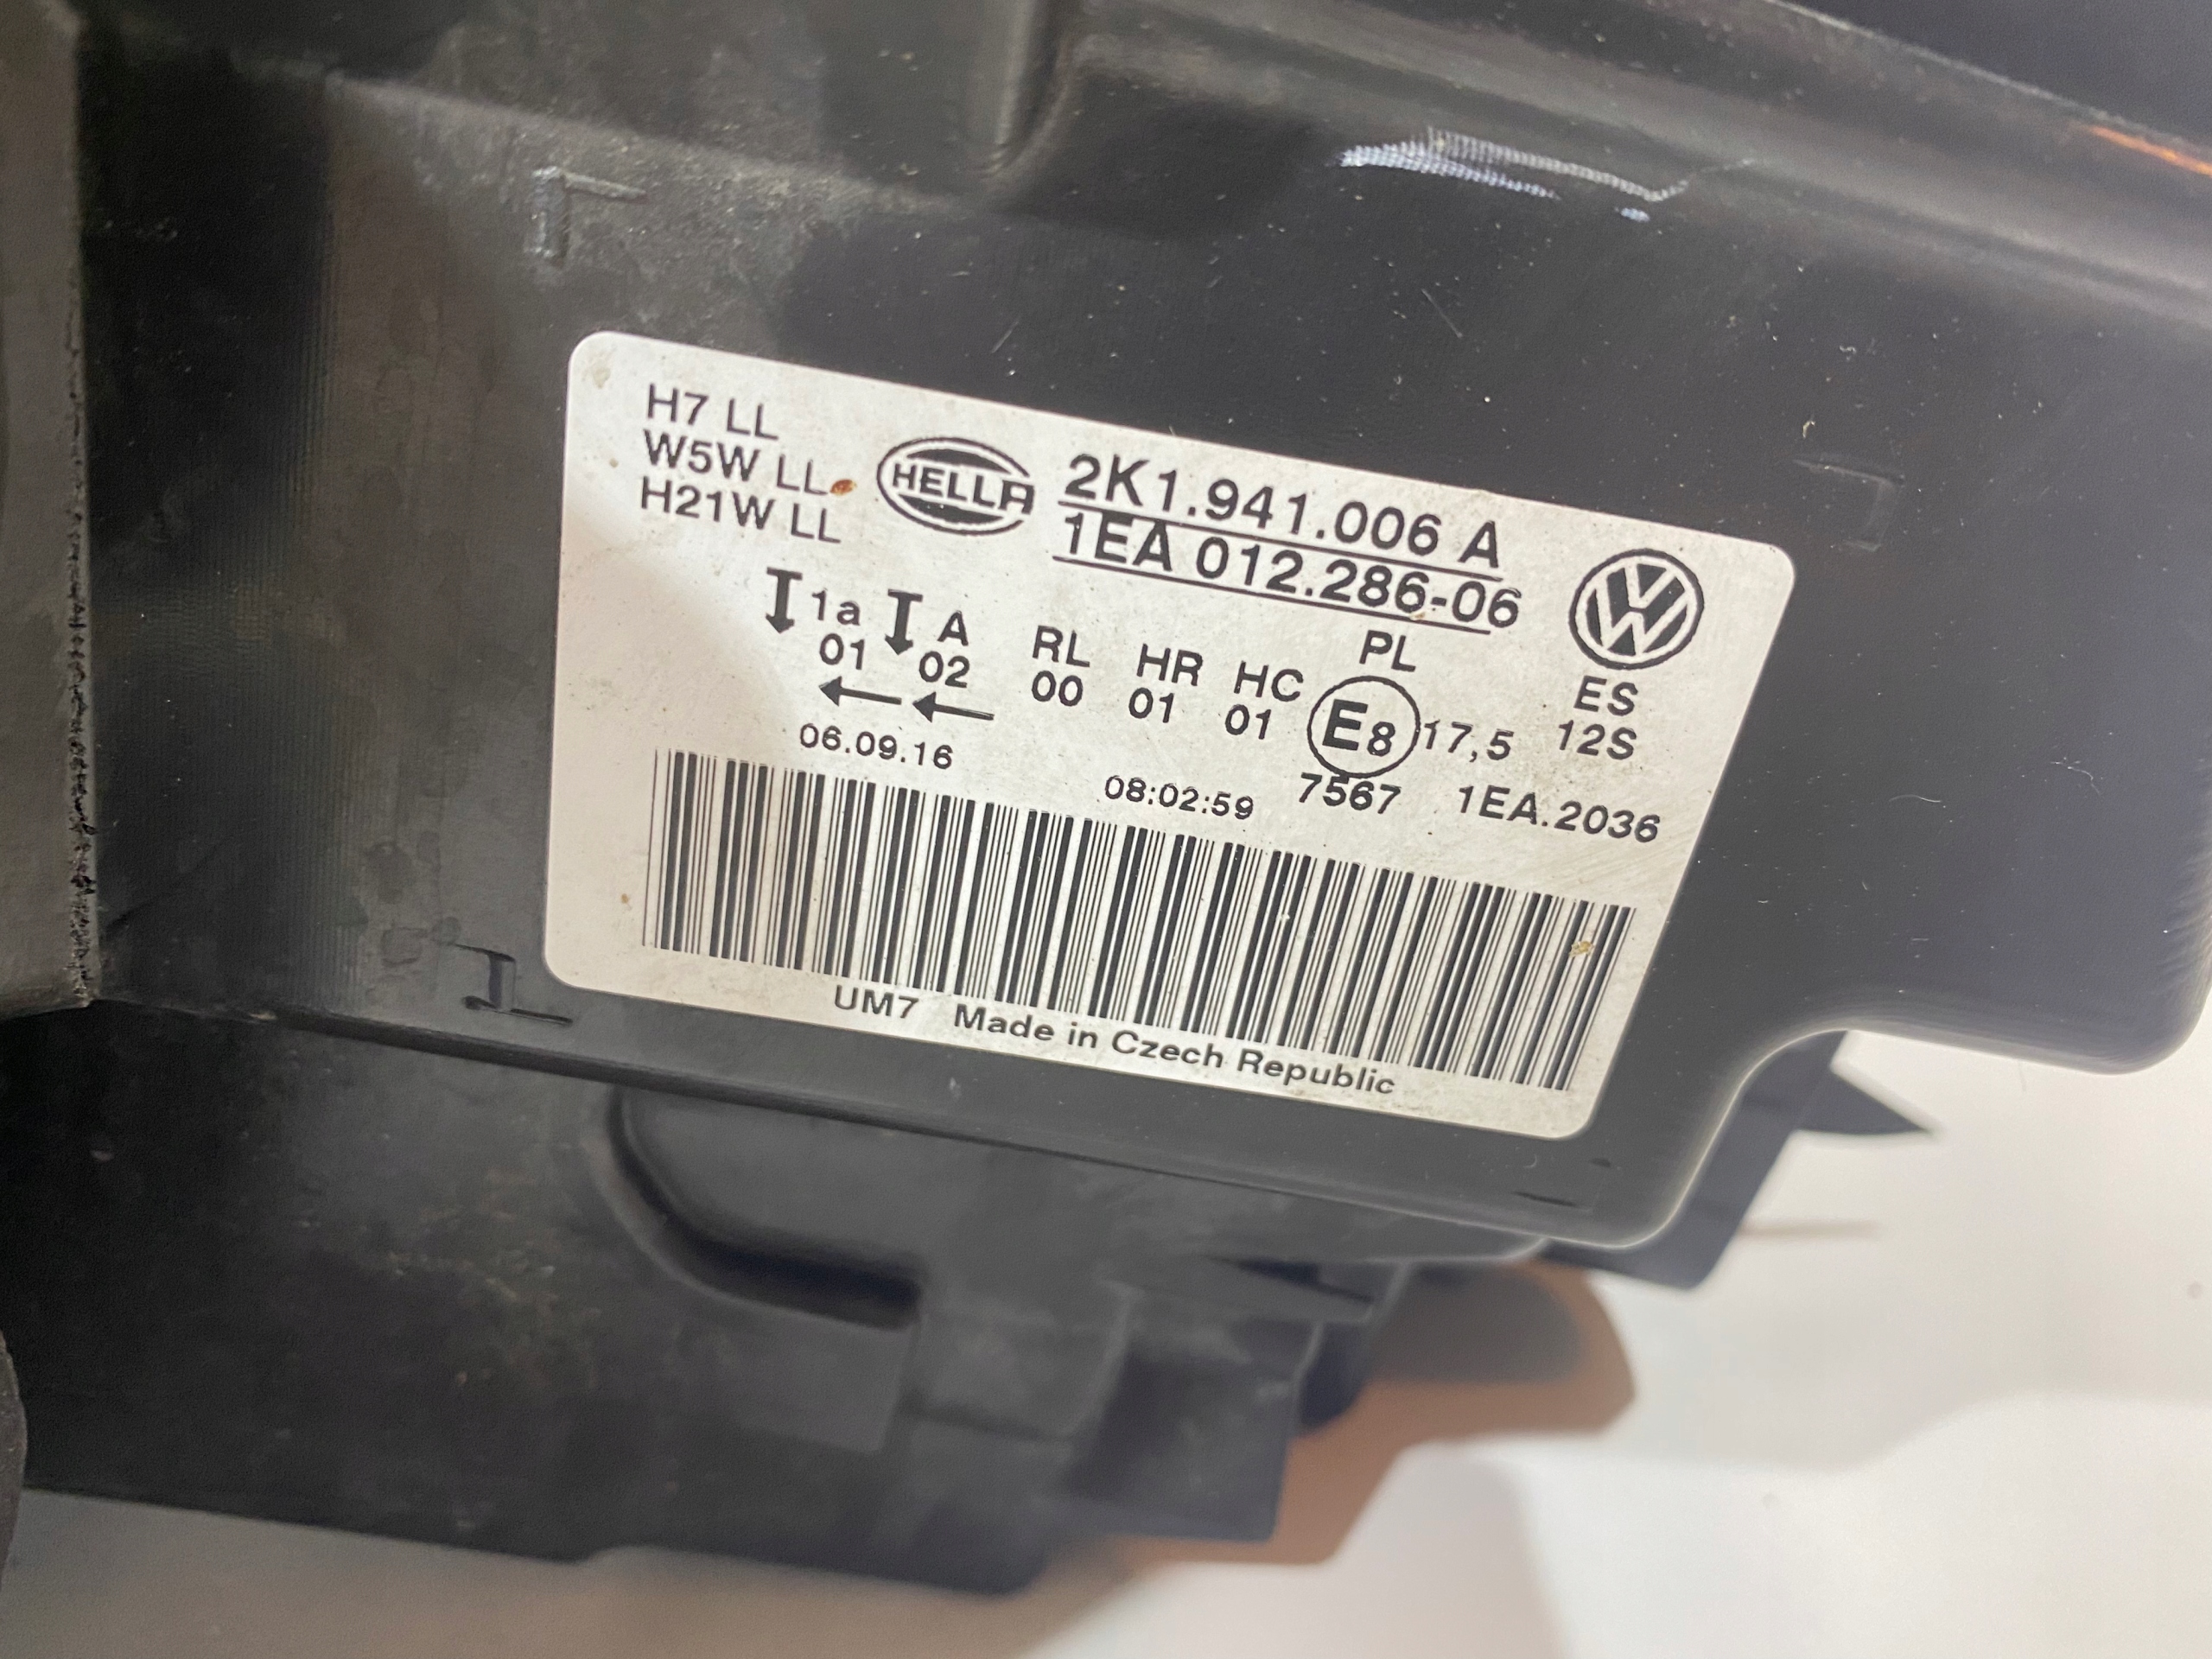 H7 LL
W5W LL
H21W LL
HELLA
2K1.941.006 A
1EA 012.286-06
1a A RL HR HC PL ES
01 02 00 01 01 E8 17,5 12S
06.09.16 08:02:59 7567 1EA.2036
UM7 Made in Czech Republic